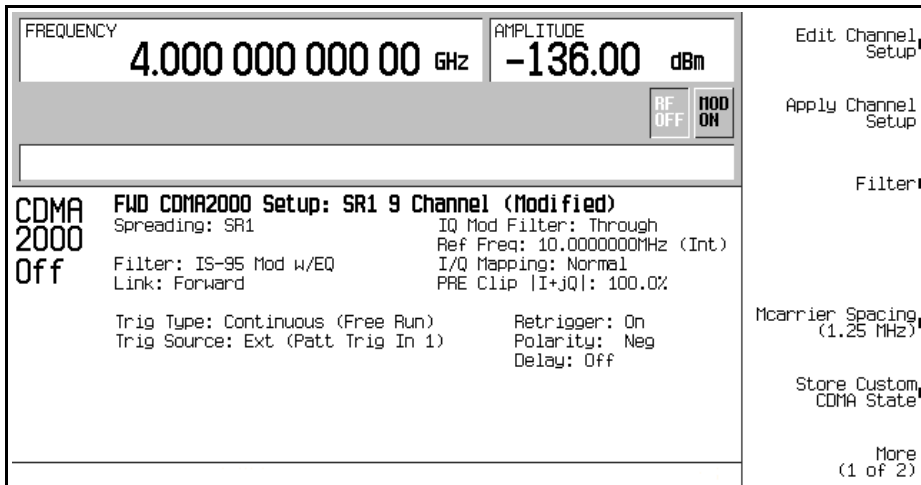 FREQUENCY
4.000 000 000 00 GHz
AMPLITUDE
-136.00 dBm
RF
OFF
MOD
ON
CDMA
2000
Off
FWD CDMA2000 Setup: SR1 9 Channel (Modified)
Spreading: SR1
IQ Mod Filter: Through
Ref Freq: 10.0000000MHz (Int)
Filter: IS-95 Mod w/EQ
I/Q Mapping: Normal
Link: Forward
PRE Clip |I+jQ|: 100.0%
Trig Type: Continuous (Free Run)
Retrigger: On
Trig Source: Ext (Patt Trig In 1)
Polarity: Neg
Delay: Off
Edit Channel
Setup
Apply Channel
Setup
Filter
Mcarrier Spacing
(1.25 MHz)
Store Custom
CDMA State
More
(1 of 2)